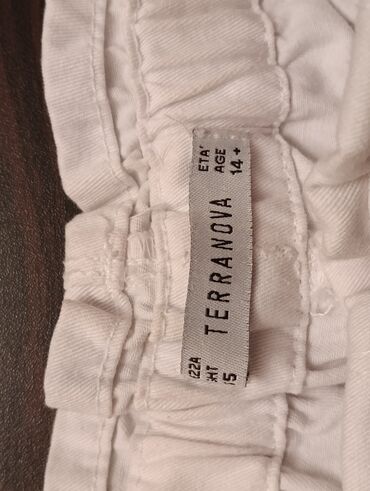 ETA'
AGE
14 +
TERRANOVA